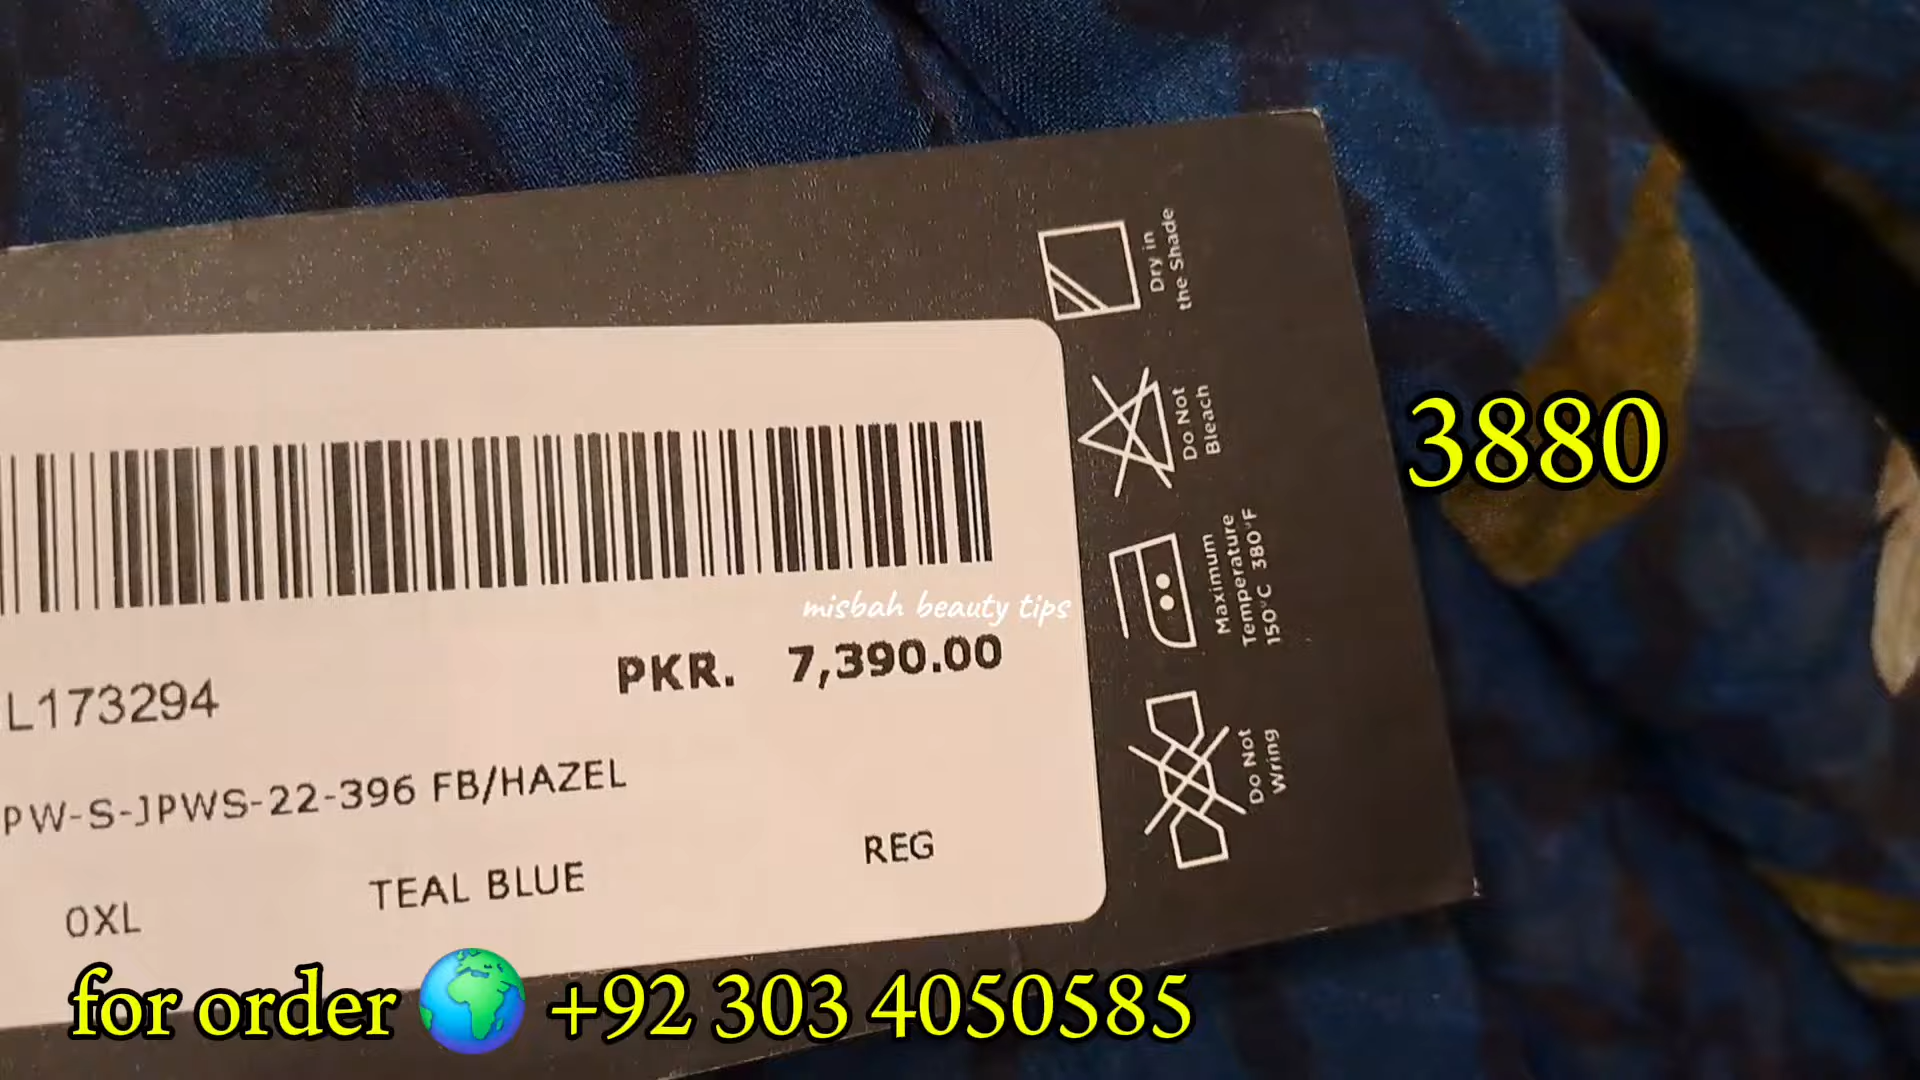 Dry in
the Shade
Do Not
Bleach
3880
Maximum
Temperature
150°C 380°F
misbah beauty tips
PKR. 7,390.00
L173294
Do Not
Wring
PW-S-JPWS-22-396 FB/HAZEL
REG
TEAL BLUE
0XL
for order 🌍 +92 303 4050585